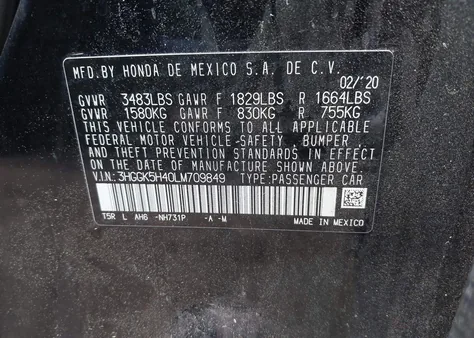 MFD.BY HONDA DE MEXICO S.A. DE C.V.
02/'20
GVWR 3483LBS GAWR F 1829LBS R 1664LBS
GVWR 1580KG GAWR F 830KG R 755KG
THIS VEHICLE CONFORMS TO ALL APPLICABLE
FEDERAL MOTOR VEHICLE-SAFETY, BUMPER,
AND THEFT PREVENTION STANDARDS IN EFFECT
ON THE DATE OF MANUFACTURE SHOWN ABOVE.
V.I.N: 3HGGK5H40LM709849 TYPE:PASSENGER CAR
T5R L AH6 -NH731P -A -M
MADE IN MEXICO